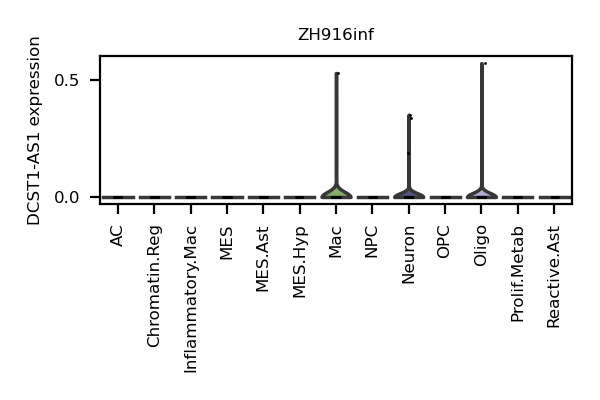 ZH916inf
DCST1-AS1 expression
0.5
0.0
AC
Chromatin.Reg
Inflammatory.Mac
MES
MES.Ast
MES.Hyp
Mac
NPC
Neuron
OPC
Oligo
Prolif.Metab
Reactive.Ast